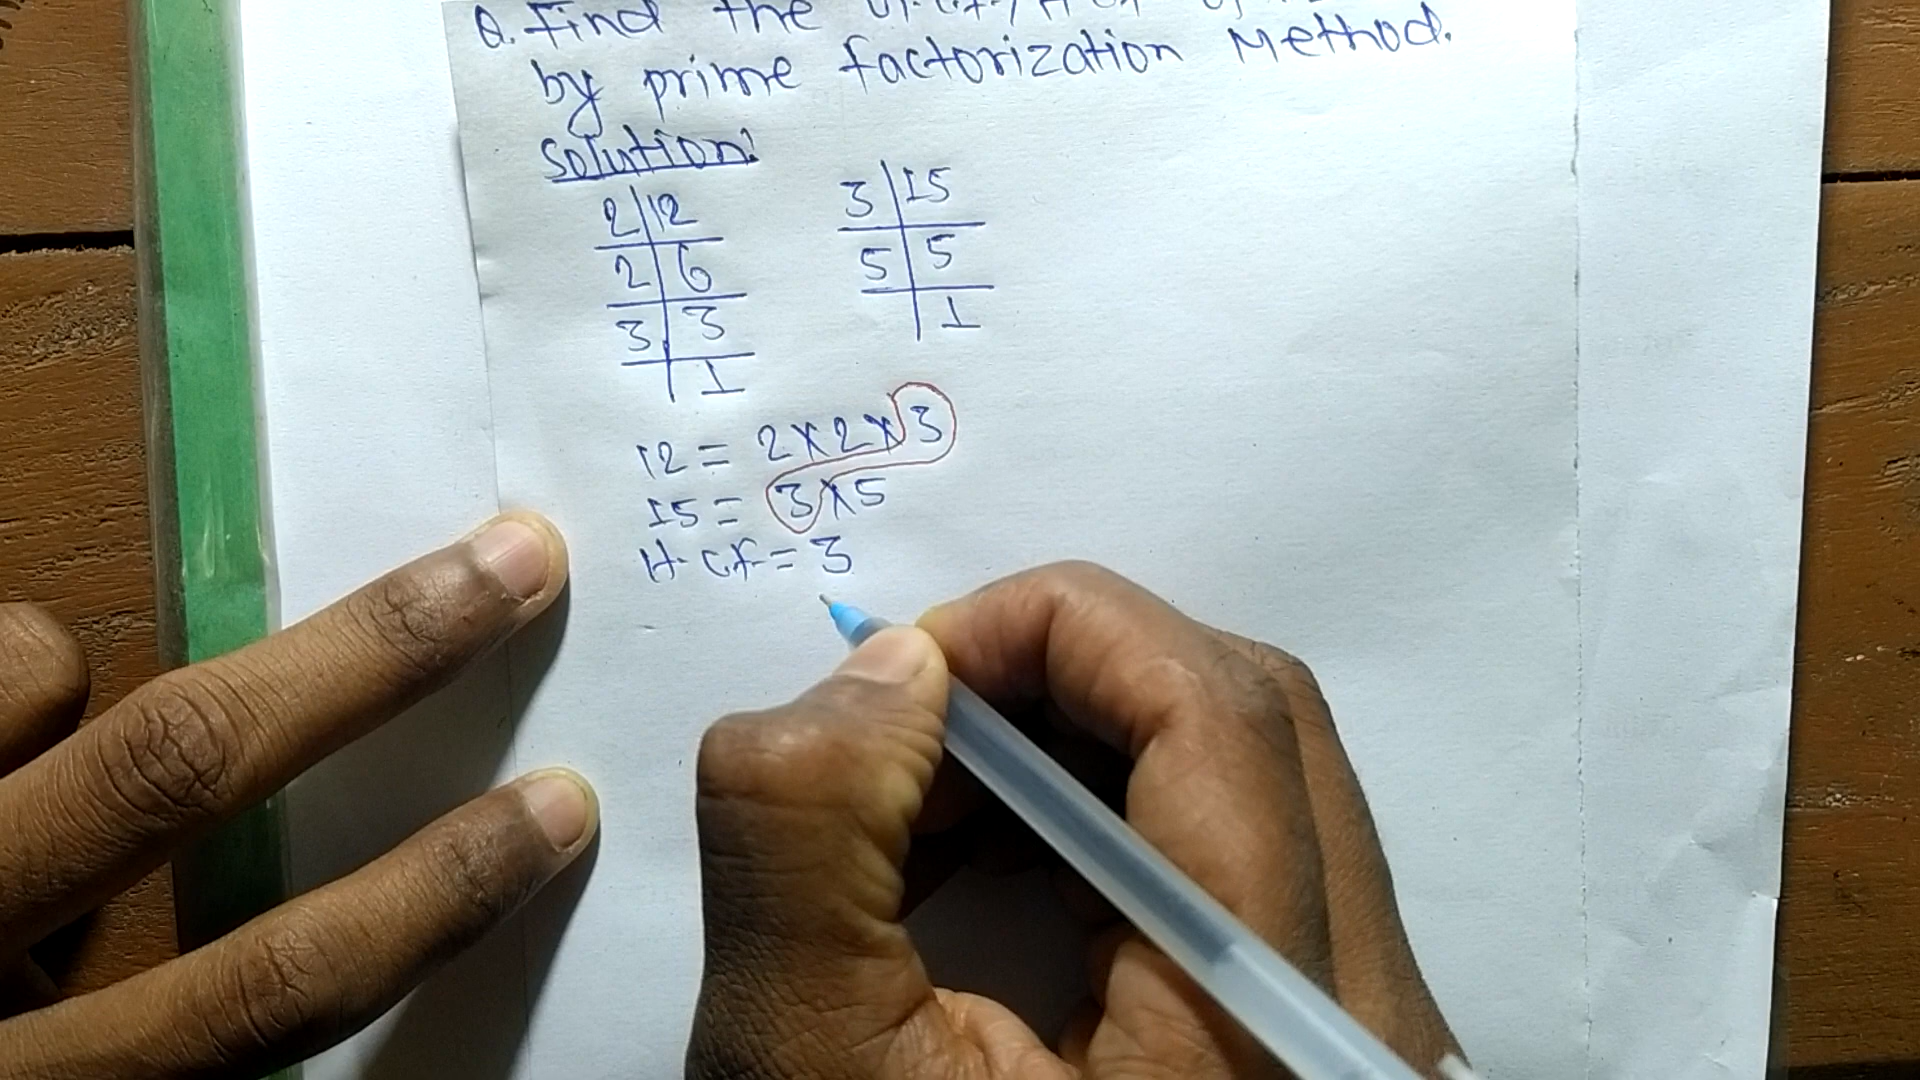 Q. Find the
by prime factorization Method.
Solution:
2 | 12
2 | 6
3 | 3
1
3 | 15
5 | 5
1
12 = 2×2×3
15 = 3×5
H.C.F = 3